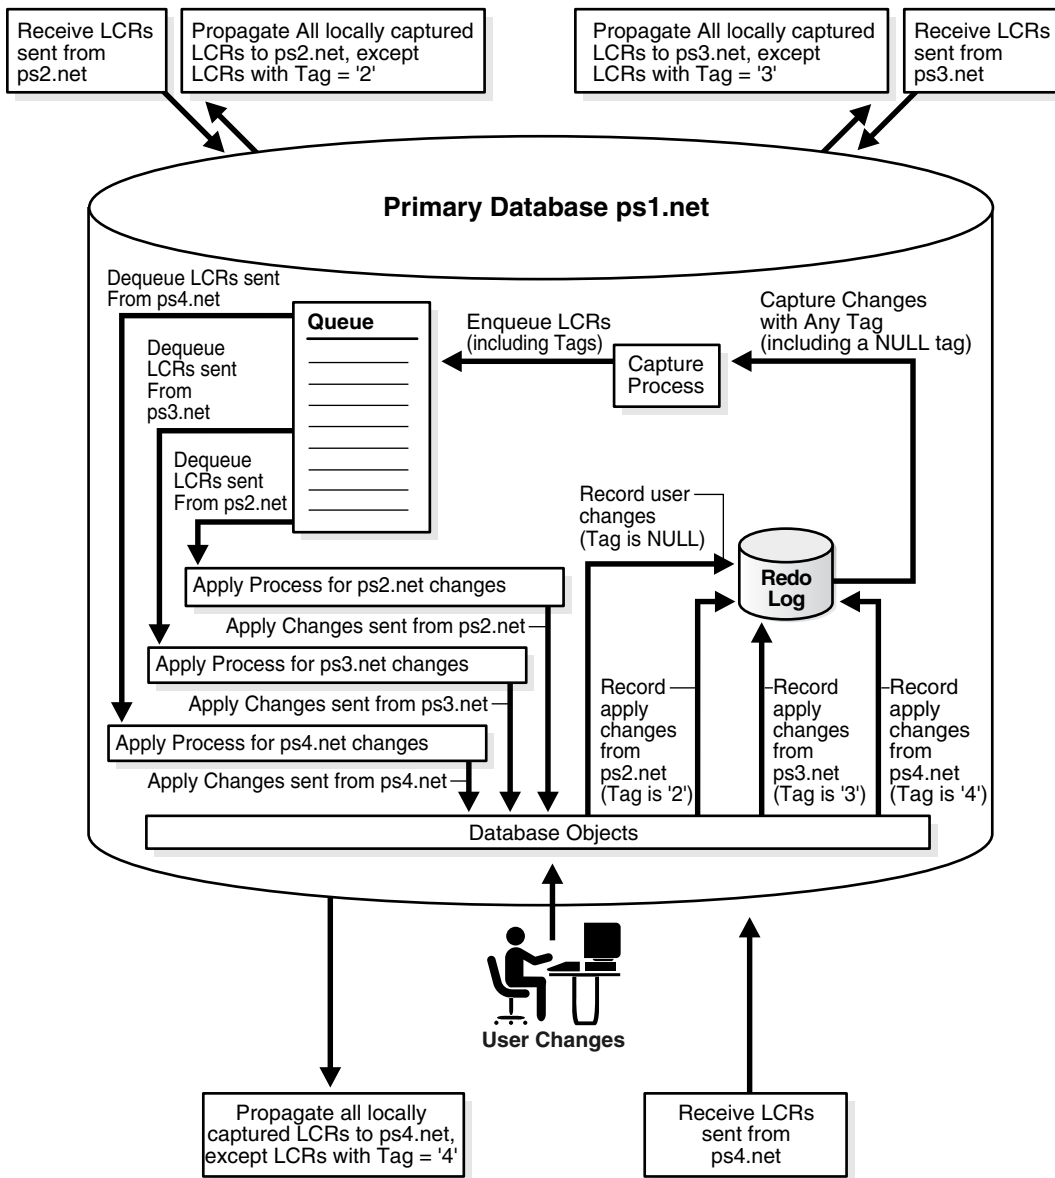 Receive LCRs
sent from
ps2.net
Propagate All locally captured
LCRs to ps2.net, except
LCRs with Tag = '2'
Propagate All locally captured
LCRs to ps3.net, except
LCRs with Tag = '3'
Receive LCRs
sent from
ps3.net
Primary Database ps1.net
Dequeue LCRs sent
From ps4.net
Dequeue
LCRs sent
From
ps3.net
Dequeue
LCRs sent
From ps2.net
Queue
Enqueue LCRs
(including Tags)
Capture
Process
Capture Changes
with Any Tag
(including a NULL tag)
Record user
changes
(Tag is NULL)
Redo
Log
Apply Process for ps2.net changes
Apply Changes sent from ps2.net
Apply Process for ps3.net changes
Apply Changes sent from ps3.net
Apply Process for ps4.net changes
Apply Changes sent from ps4.net
Record
apply
changes
from
ps2.net
(Tag is '2')
Record
apply
changes
from
ps3.net
(Tag is '3')
Record
apply
changes
from
ps4.net
(Tag is '4')
Database Objects
User Changes
Propagate all locally
captured LCRs to ps4.net,
except LCRs with Tag = '4'
Receive LCRs
sent from
ps4.net